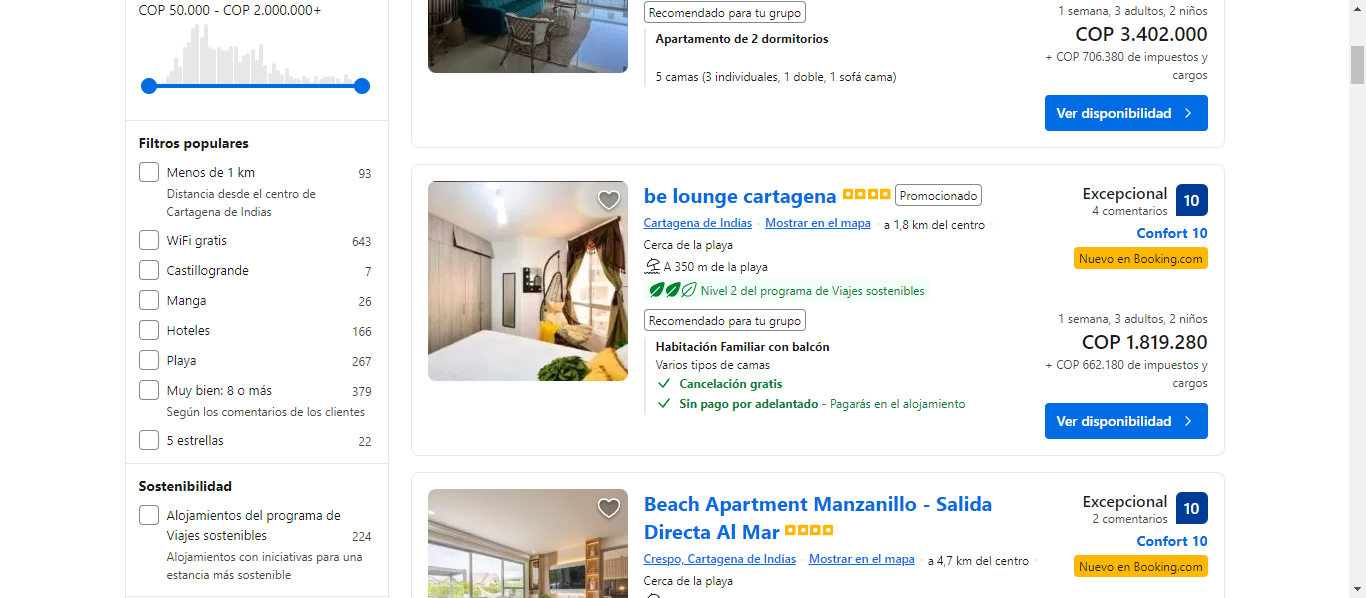 COP 50.000 - COP 2.000.000+
Filtros populares
Menos de 1 km 93
Distancia desde el centro de
Cartagena de Indias
WiFi gratis 643
Castillogrande 7
Manga 26
Hoteles 166
Playa 267
Muy bien: 8 o más 379
Según los comentarios de los clientes
5 estrellas 22
Sostenibilidad
Alojamientos del programa de
Viajes sostenibles 224
Alojamientos con iniciativas para una
estancia más sostenible
Recomendado para tu grupo
Apartamento de 2 dormitorios
5 camas (3 individuales, 1 doble, 1 sofá cama)
1 semana, 3 adultos, 2 niños
COP 3.402.000
+ COP 706.380 de impuestos y
cargos
Ver disponibilidad
be lounge cartagena Promocionado
Cartagena de Indias · Mostrar en el mapa · a 1,8 km del centro ·
Cerca de la playa
A 350 m de la playa
Nivel 2 del programa de Viajes sostenibles
Excepcional 10
4 comentarios
Confort 10
Nuevo en Booking.com
Recomendado para tu grupo
Habitación Familiar con balcón
Varios tipos de camas
Cancelación gratis
Sin pago por adelantado - Pagarás en el alojamiento
1 semana, 3 adultos, 2 niños
COP 1.819.280
+ COP 662.180 de impuestos y
cargos
Ver disponibilidad
Beach Apartment Manzanillo - Salida
Directa Al Mar
Crespo, Cartagena de Indias · Mostrar en el mapa · a 4,7 km del centro ·
Cerca de la playa
Excepcional 10
2 comentarios
Confort 10
Nuevo en Booking.com